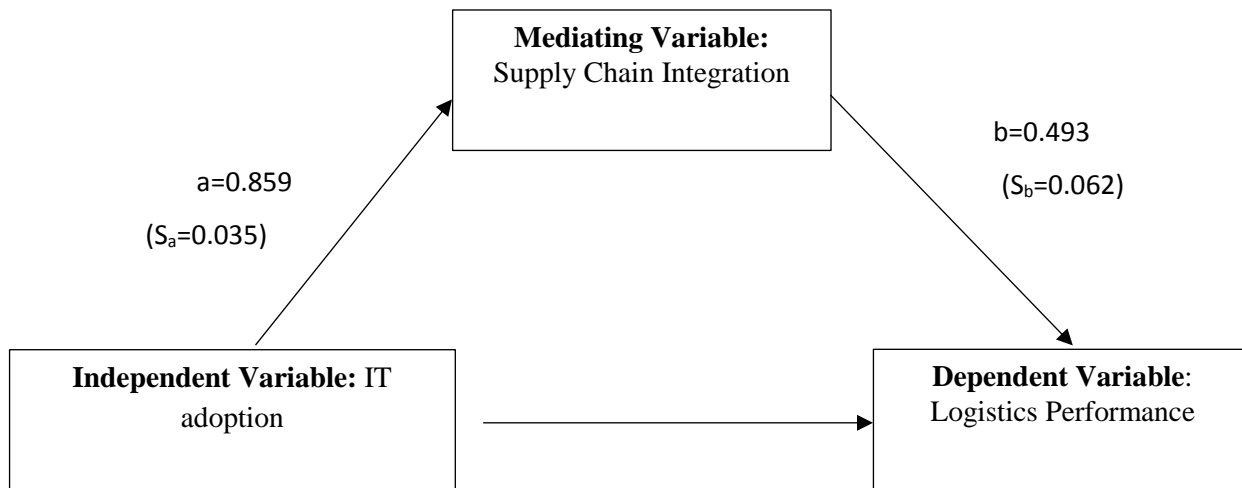 Mediating Variable:
Supply Chain Integration
b=0.493
(Sb=0.062)
a=0.859
(Sa=0.035)
Independent Variable: IT
adoption
Dependent Variable:
Logistics Performance